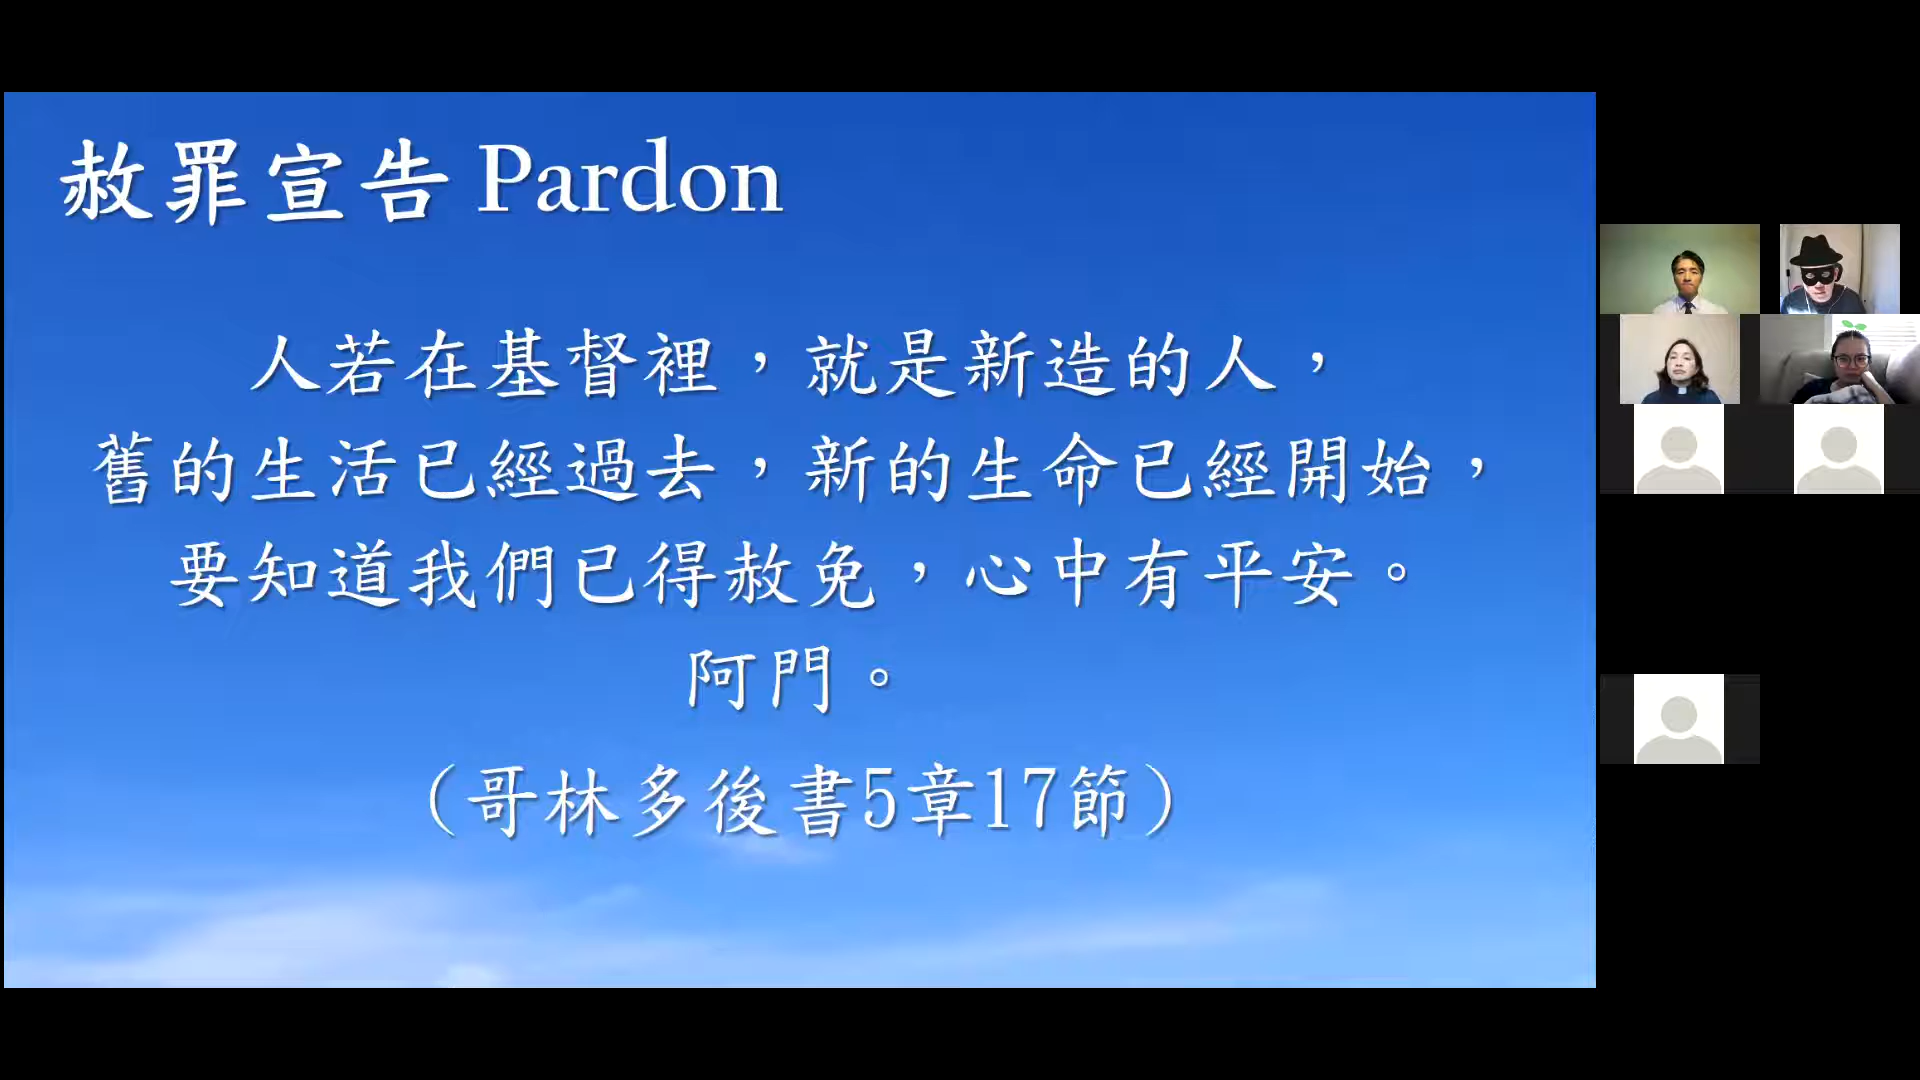 赦罪宣告 Pardon
人若在基督裡，就是新造的人，
舊的生活已經過去，新的生命已經開始，
要知道我們已得赦免，心中有平安。
阿門。
（哥林多後書5章17節）